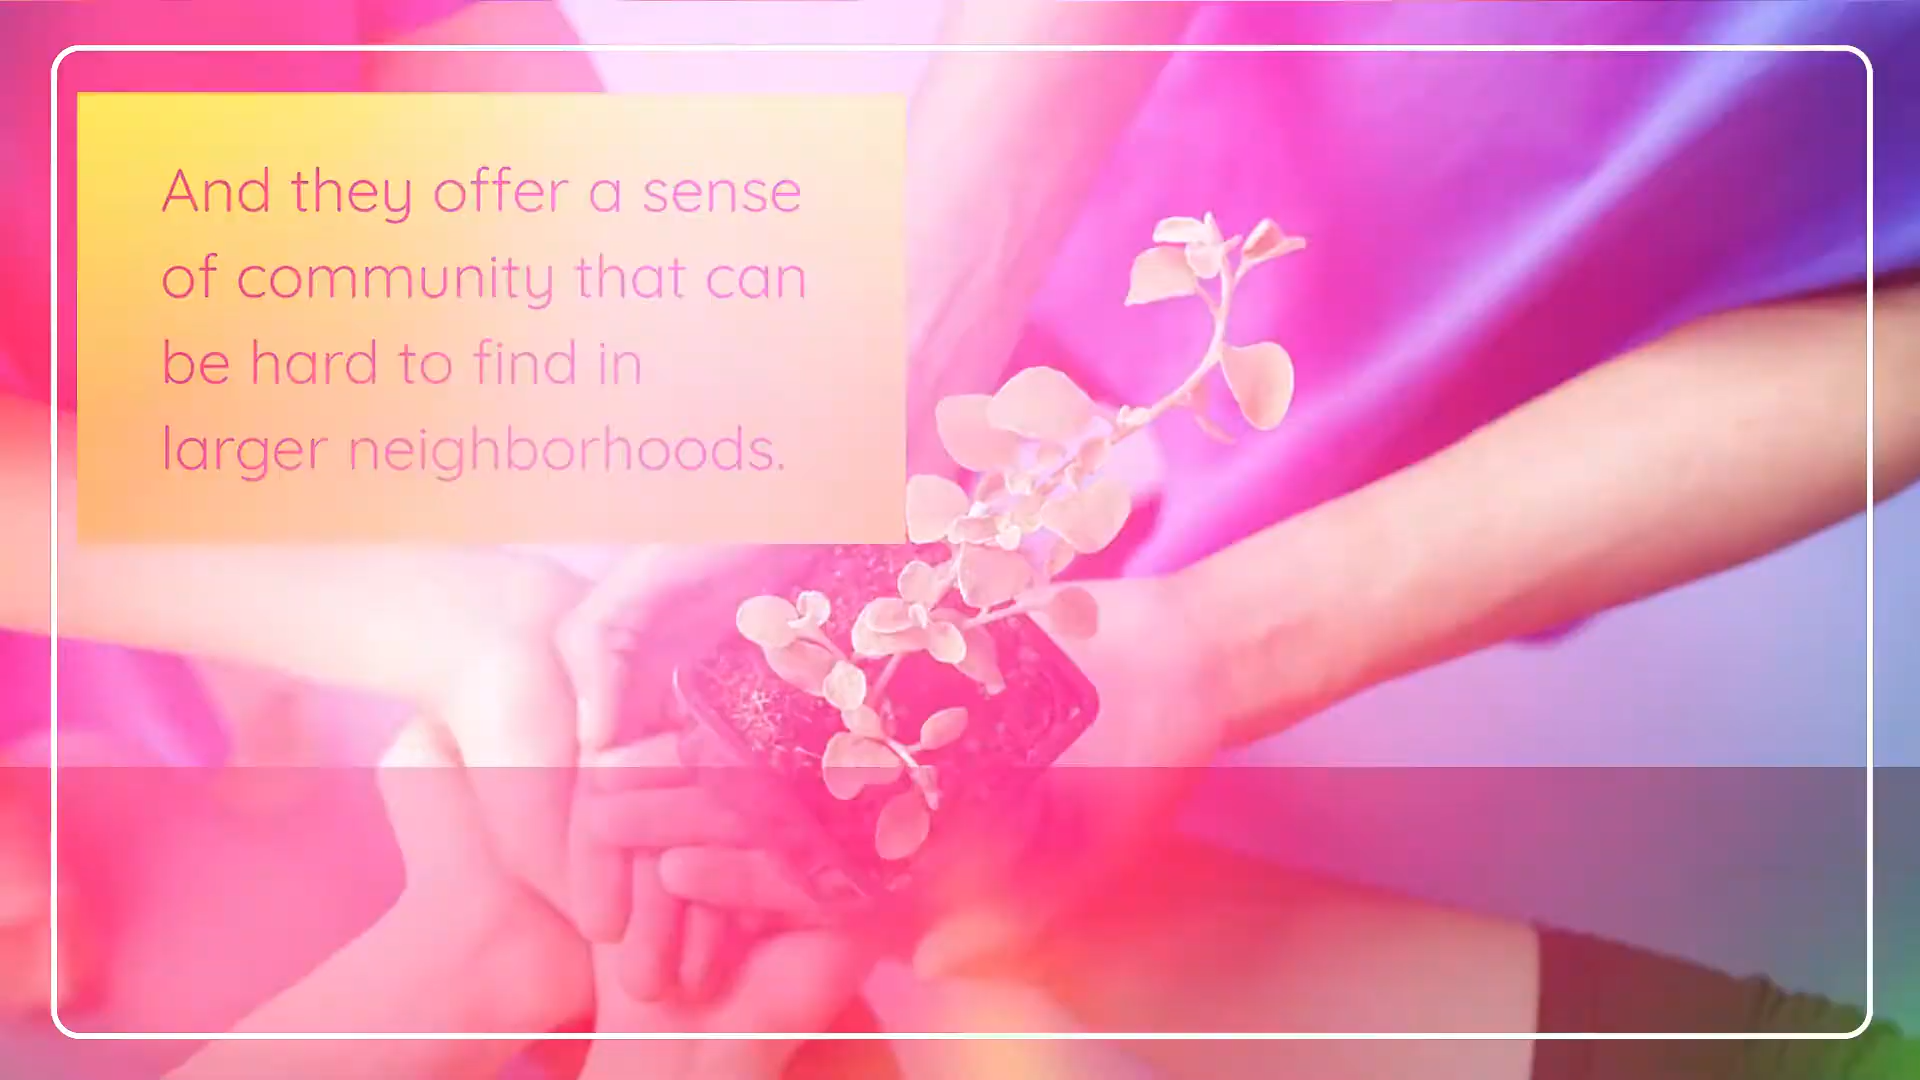 And they offer a sense
of community that can
be hard to find in
larger neighborhoods.